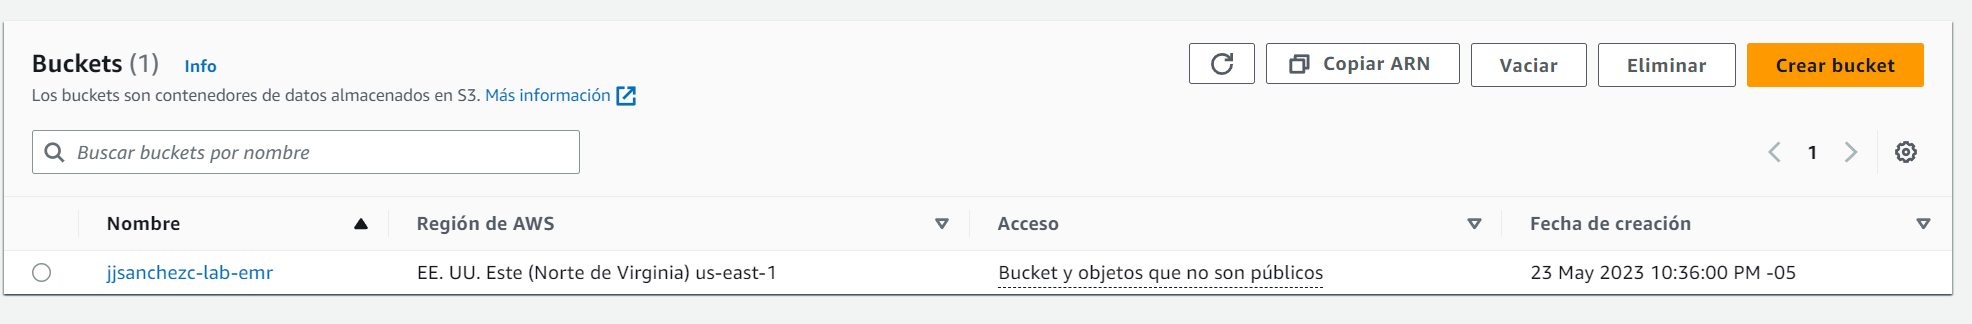 Buckets (1) Info
Copiar ARN
Vaciar
Eliminar
Crear bucket
Los buckets son contenedores de datos almacenados en S3. Más información
Buscar buckets por nombre
1
Nombre Región de AWS Acceso Fecha de creación
jjsanchezc-lab-emr EE. UU. Este (Norte de Virginia) us-east-1 Bucket y objetos que no son públicos 23 May 2023 10:36:00 PM -05